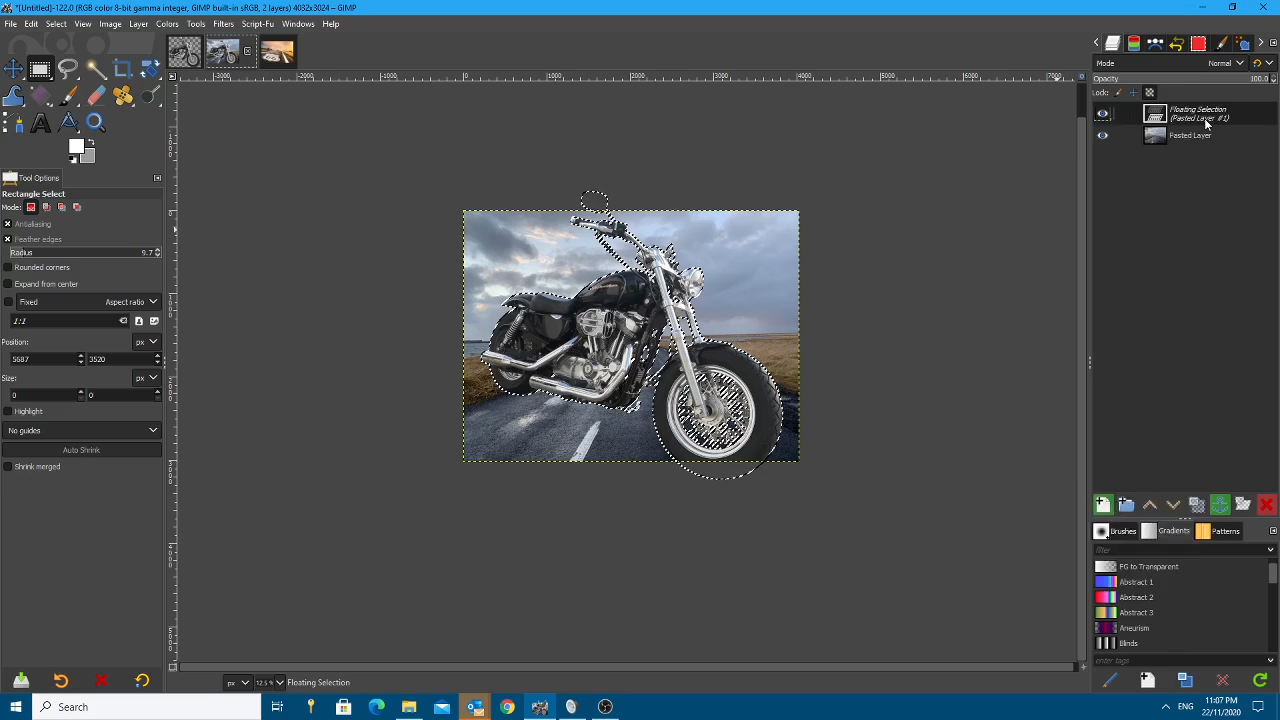 *[Untitled]-122.0 (RGB color 8-bit gamma integer, GIMP built-in sRGB, 2 layers) 4032x3024 – GIMP
File Edit Select View Image Layer Colors Tools Filters Script-Fu Windows Help
Mode Normal
Opacity 100.0
Lock:
Floating Selection
(Pasted Layer #1)
Pasted Layer
Tool Options
Rectangle Select
Mode:
Antialiasing
Feather edges
Radius 9.7
Rounded corners
Expand from center
Fixed Aspect ratio
1:1
Position: px
5687 3520
Size: px
0 0
Highlight
No guides
Auto Shrink
Shrink merged
Brushes Gradients Patterns
filter
FG to Transparent
Abstract 1
Abstract 2
Abstract 3
Aneurism
Blinds
enter tags
px 12.5 % Floating Selection
Search
ENG
11:07 PM
22/11/2020